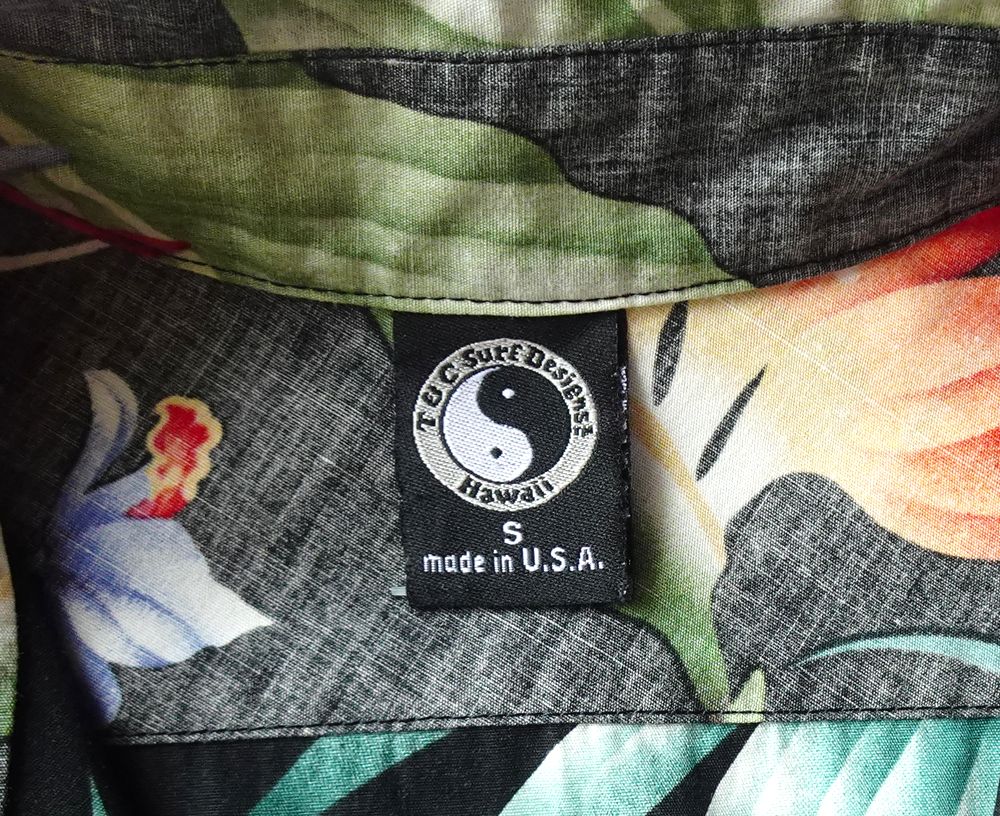 T & C Surf Designs
Hawaii
S
made in U.S.A.